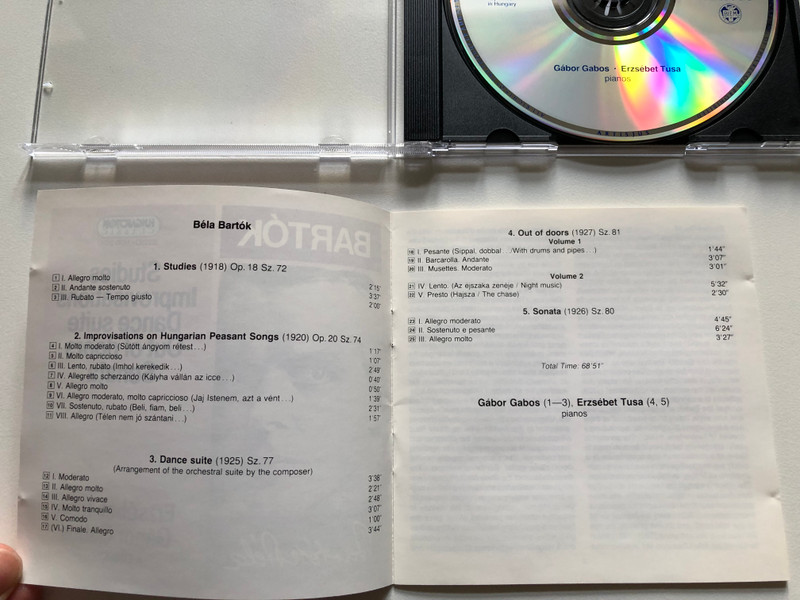 in Hungary
Gábor Gabos · Erzsébet Tusa
pianos
Béla Bartók
1. Studies (1918) Op. 18 Sz. 72
1 I. Allegro molto 2'15"
2 II. Andante sostenuto 3'37"
3 III. Rubato — Tempo giusto 2'00"
2. Improvisations on Hungarian Peasant Songs (1920) Op. 20 Sz. 74
4 I. Molto moderato (Sütött ángyom rétest...) 1'17"
5 II. Molto capriccioso 1'07"
6 III. Lento, rubato (Imhol kerekedik...) 2'49"
7 IV. Allegretto scherzando (Kályha vállán az icce...) 0'40"
8 V. Allegro molto 0'50"
9 VI. Allegro moderato, molto capriccioso (Jaj Istenem, azt a vént...) 1'39"
10 VII. Sostenuto, rubato (Beli, fiam, beli...) 2'31"
11 VIII. Allegro (Télen nem jó szántani...) 1'57"
3. Dance suite (1925) Sz. 77
(Arrangement of the orchestral suite by the composer)
12 I. Moderato 3'36"
13 II. Allegro molto 2'21"
14 III. Allegro vivace 2'48"
15 IV. Molto tranquillo 3'07"
16 V. Comodo 1'00"
17 (VI.) Finale. Allegro 3'44"
4. Out of doors (1927) Sz. 81
Volume 1
18 I. Pesante (Síppal, dobbal.../With drums and pipes...) 1'44"
19 II. Barcarolla. Andante 3'07"
20 III. Musettes. Moderato 3'01"
Volume 2
21 IV. Lento. (Az éjszaka zenéje / Night music) 5'32"
22 V. Presto (Hajsza / The chase) 2'30"
5. Sonata (1926) Sz. 80
23 I. Allegro moderato 4'45"
24 II. Sostenuto e pesante 6'24"
25 III. Allegro molto 3'27"
Total Time: 68'51"
Gábor Gabos (1—3), Erzsébet Tusa (4, 5)
pianos